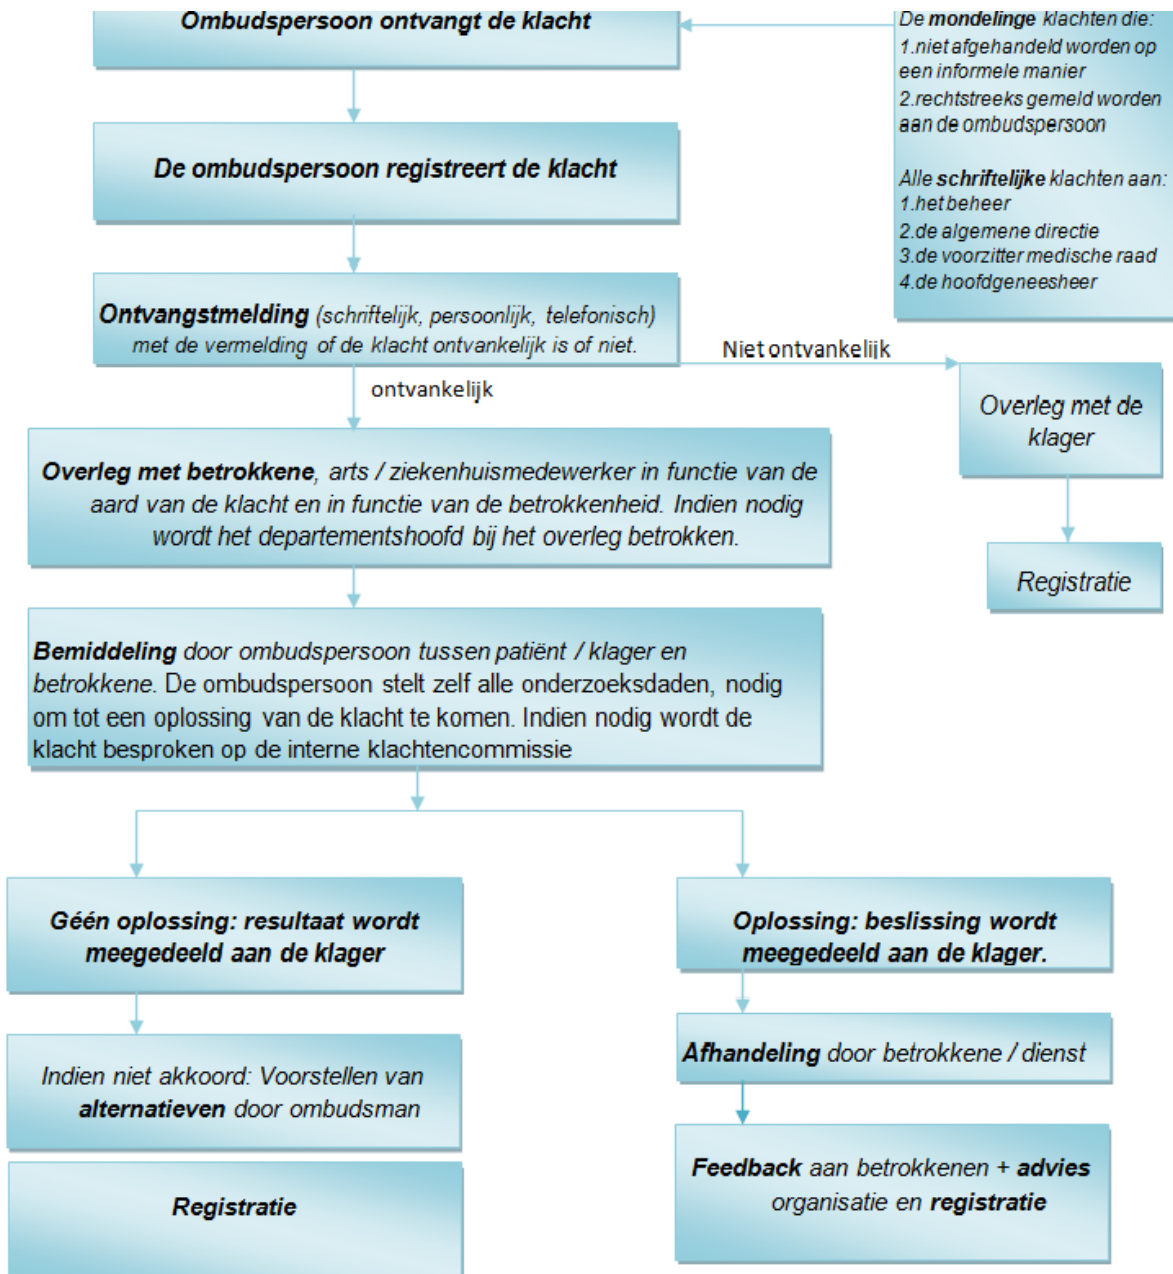 Ombudspersoon ontvangt de klacht
De mondelinge klachten die:
1.niet afgehandeld worden op
een informele manier
2.rechtstreeks gemeld worden
aan de ombudspersoon
Alle schriftelijke klachten aan:
1.het beheer
2.de algemene directie
3.de voorzitter medische raad
4.de hoofdgeneesheer
De ombudspersoon registreert de klacht
Ontvangstmelding (schriftelijk, persoonlijk, telefonisch)
met de vermelding of de klacht ontvankelijk is of niet.
Niet ontvankelijk
ontvankelijk
Overleg met de
klager
Registratie
Overleg met betrokkene, arts / ziekenhuismedewerker in functie van de
aard van de klacht en in functie van de betrokkenheid. Indien nodig
wordt het departementshoofd bij het overleg betrokken.
Bemiddeling door ombudspersoon tussen patiënt / klager en
betrokkene. De ombudspersoon stelt zelf alle onderzoeksdaden, nodig
om tot een oplossing van de klacht te komen. Indien nodig wordt de
klacht besproken op de interne klachtencommissie
Géén oplossing: resultaat wordt
meegedeeld aan de klager
Indien niet akkoord: Voorstellen van
alternatieven door ombudsman
Registratie
Oplossing: beslissing wordt
meegedeeld aan de klager.
Afhandeling door betrokkene / dienst
Feedback aan betrokkenen + advies
organisatie en registratie